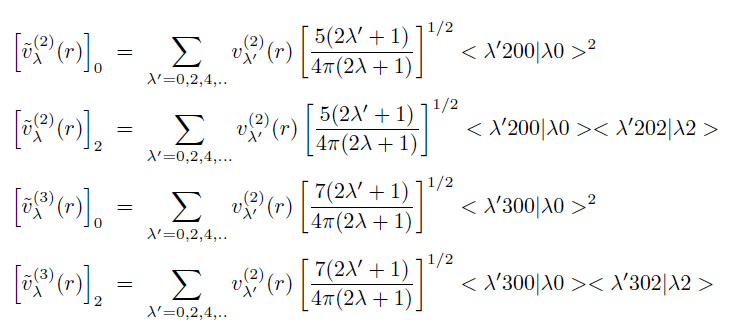 [ṽ_λ^{(2)}(r)]_0 = ∑_{λ′=0,2,4,..} v_{λ′}^{(2)}(r) [5(2λ′ + 1) / 4π(2λ + 1)]^{1/2} < λ′200|λ0 >^2
[ṽ_λ^{(2)}(r)]_2 = ∑_{λ′=0,2,4,...} v_{λ′}^{(2)}(r) [5(2λ′ + 1) / 4π(2λ + 1)]^{1/2} < λ′200|λ0 >< λ′202|λ2 >
[ṽ_λ^{(3)}(r)]_0 = ∑_{λ′=0,2,4,..} v_{λ′}^{(2)}(r) [7(2λ′ + 1) / 4π(2λ + 1)]^{1/2} < λ′300|λ0 >^2
[ṽ_λ^{(3)}(r)]_2 = ∑_{λ′=0,2,4,..} v_{λ′}^{(2)}(r) [7(2λ′ + 1) / 4π(2λ + 1)]^{1/2} < λ′300|λ0 >< λ′302|λ2 >